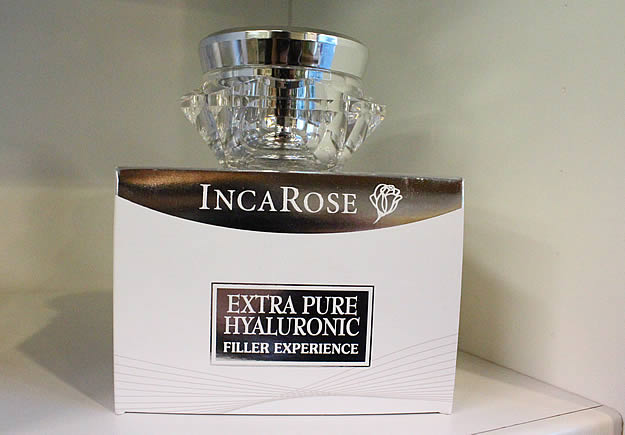 INCAROSE
EXTRA PURE
HYALURONIC
FILLER EXPERIENCE